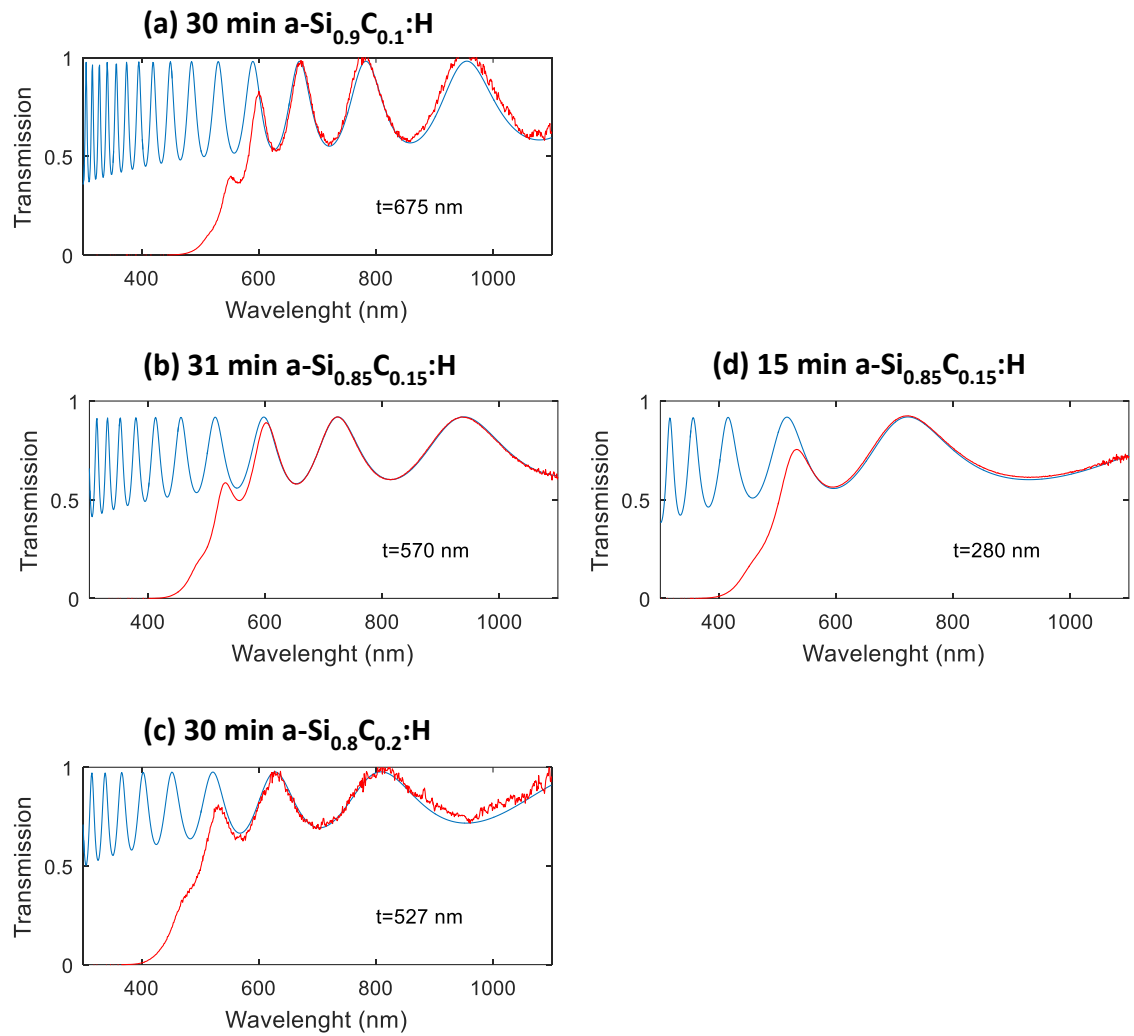 (a) 30 min a-Si0.9C0.1:H
1
0.5
0
Transmission
t=675 nm
400 600 800 1000
Wavelenght (nm)
(b) 31 min a-Si0.85C0.15:H
1
0.5
0
Transmission
t=570 nm
400 600 800 1000
Wavelenght (nm)
(d) 15 min a-Si0.85C0.15:H
1
0.5
0
Transmission
t=280 nm
400 600 800 1000
Wavelenght (nm)
(c) 30 min a-Si0.8C0.2:H
1
0.5
0
Transmission
t=527 nm
400 600 800 1000
Wavelenght (nm)